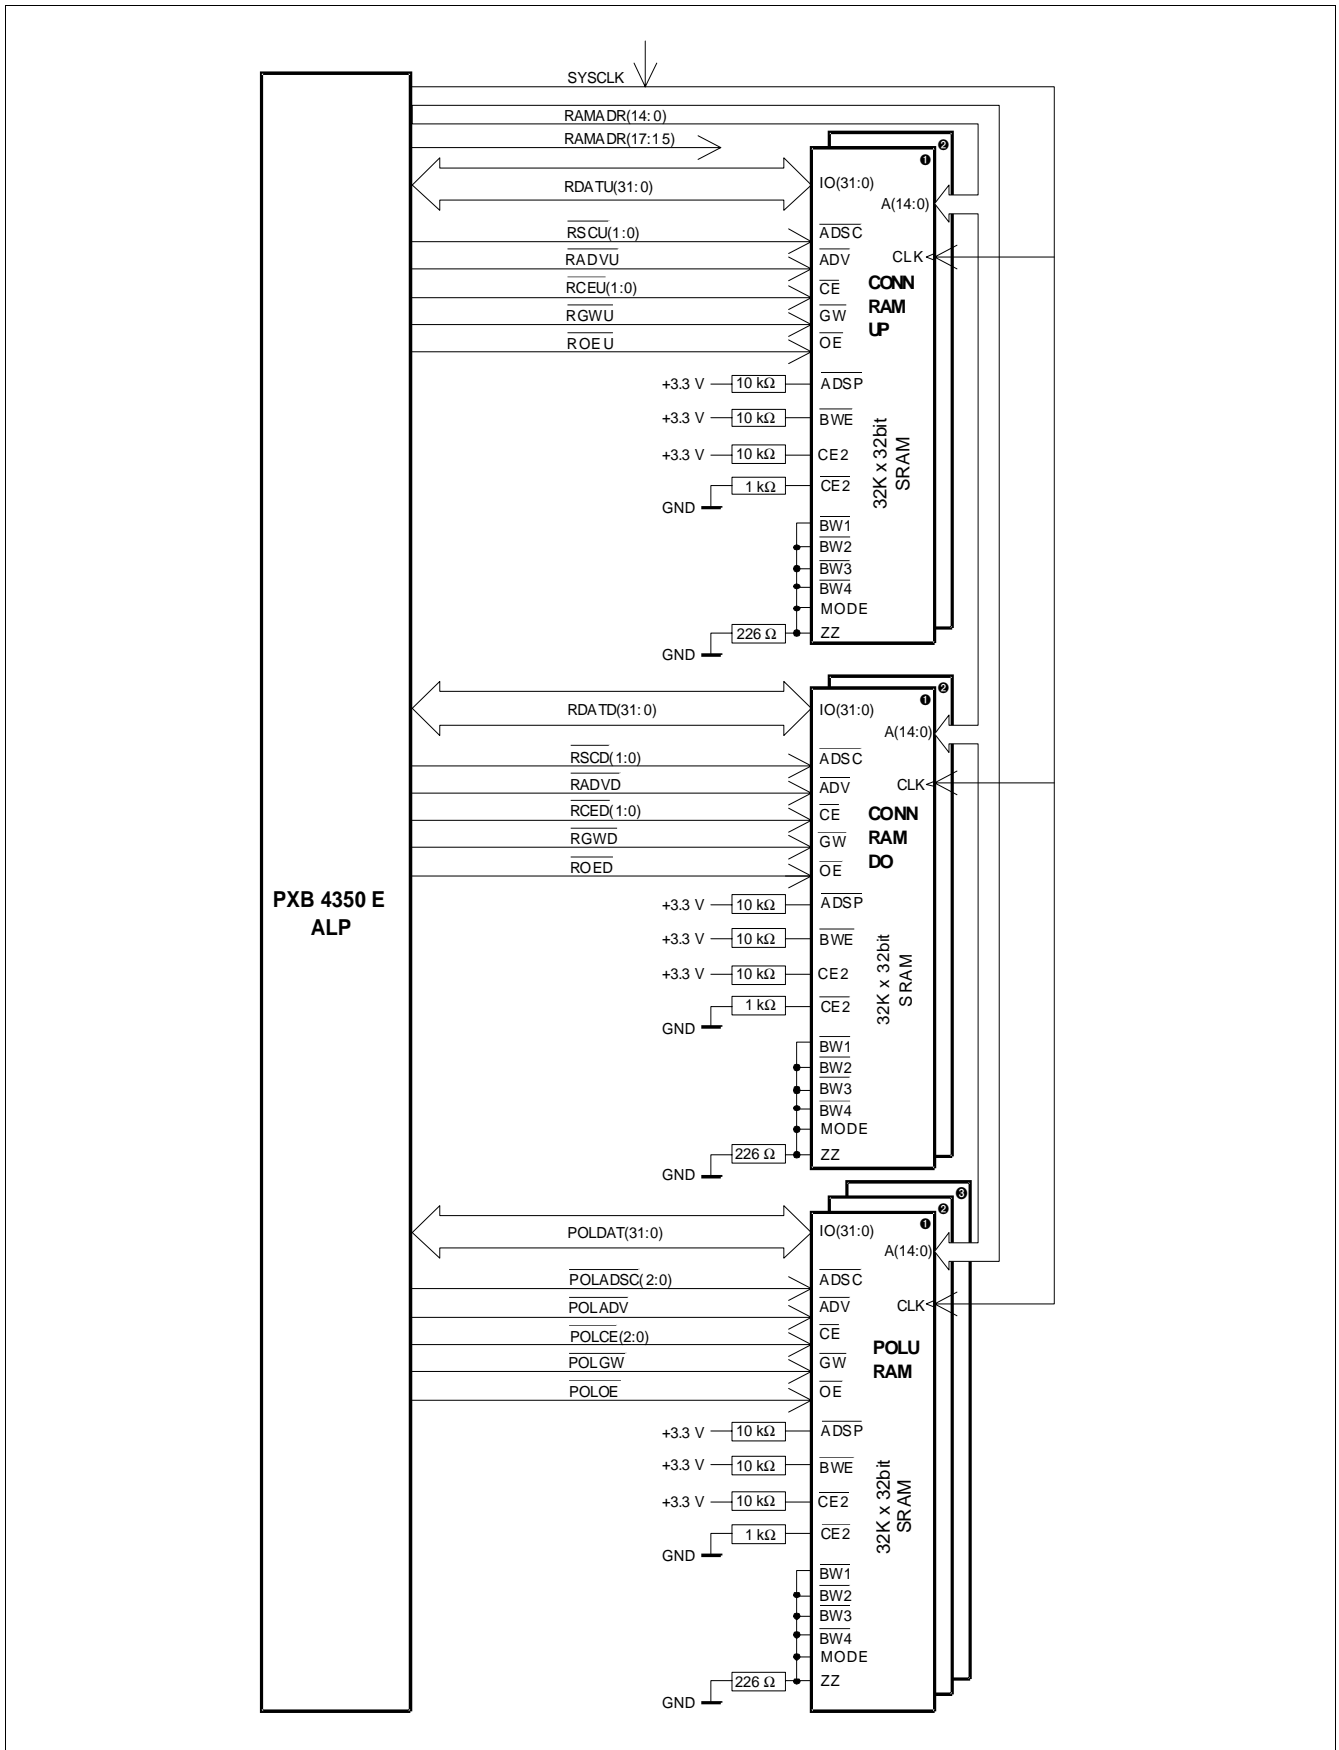 SYSCLK
RAMADR(14:0)
RAMADR(17:15)
RDATU(31:0)
RSCU(1:0)
RADVU
RCEU(1:0)
RGWU
ROEU
+3.3 V 10 kΩ
+3.3 V 10 kΩ
+3.3 V 10 kΩ
1 kΩ
GND
226 Ω
GND
❷
❶
IO(31:0)
A(14:0)
ADSC
ADV
CLK
CE
CONN
RAM
UP
GW
OE
ADSP
BWE
CE2
CE2
32K x 32bit
SRAM
BW1
BW2
BW3
BW4
MODE
ZZ
RDATD(31:0)
RSCD(1:0)
RADVD
RCED(1:0)
RGWD
ROED
+3.3 V 10 kΩ
+3.3 V 10 kΩ
+3.3 V 10 kΩ
1 kΩ
GND
226 Ω
GND
❷
❶
IO(31:0)
A(14:0)
ADSC
ADV
CLK
CE
CONN
RAM
DO
GW
OE
ADSP
BWE
CE2
CE2
32K x 32bit
SRAM
BW1
BW2
BW3
BW4
MODE
ZZ
PXB 4350 E
ALP
POLDAT(31:0)
POLADSC(2:0)
POLADV
POLCE(2:0)
POLGW
POLOE
+3.3 V 10 kΩ
+3.3 V 10 kΩ
+3.3 V 10 kΩ
1 kΩ
GND
226 Ω
GND
❸
❷
❶
IO(31:0)
A(14:0)
ADSC
ADV
CLK
CE
POLU
RAM
GW
OE
ADSP
BWE
CE2
CE2
32K x 32bit
SRAM
BW1
BW2
BW3
BW4
MODE
ZZ